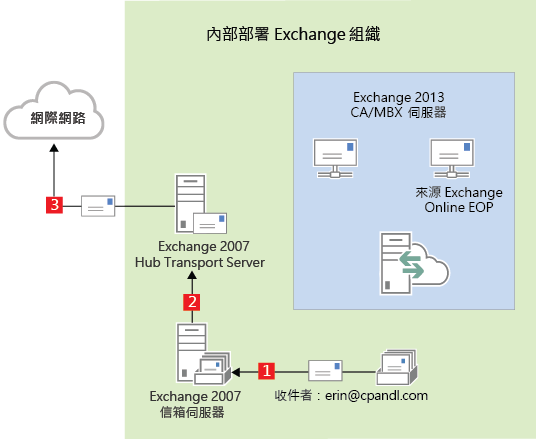 內部部署 Exchange 組織
Exchange 2013
CA/MBX 伺服器
網際網路
來源 Exchange
Online EOP
3
Exchange 2007
Hub Transport Server
2
1
Exchange 2007
信箱伺服器
收件者：erin@cpandl.com